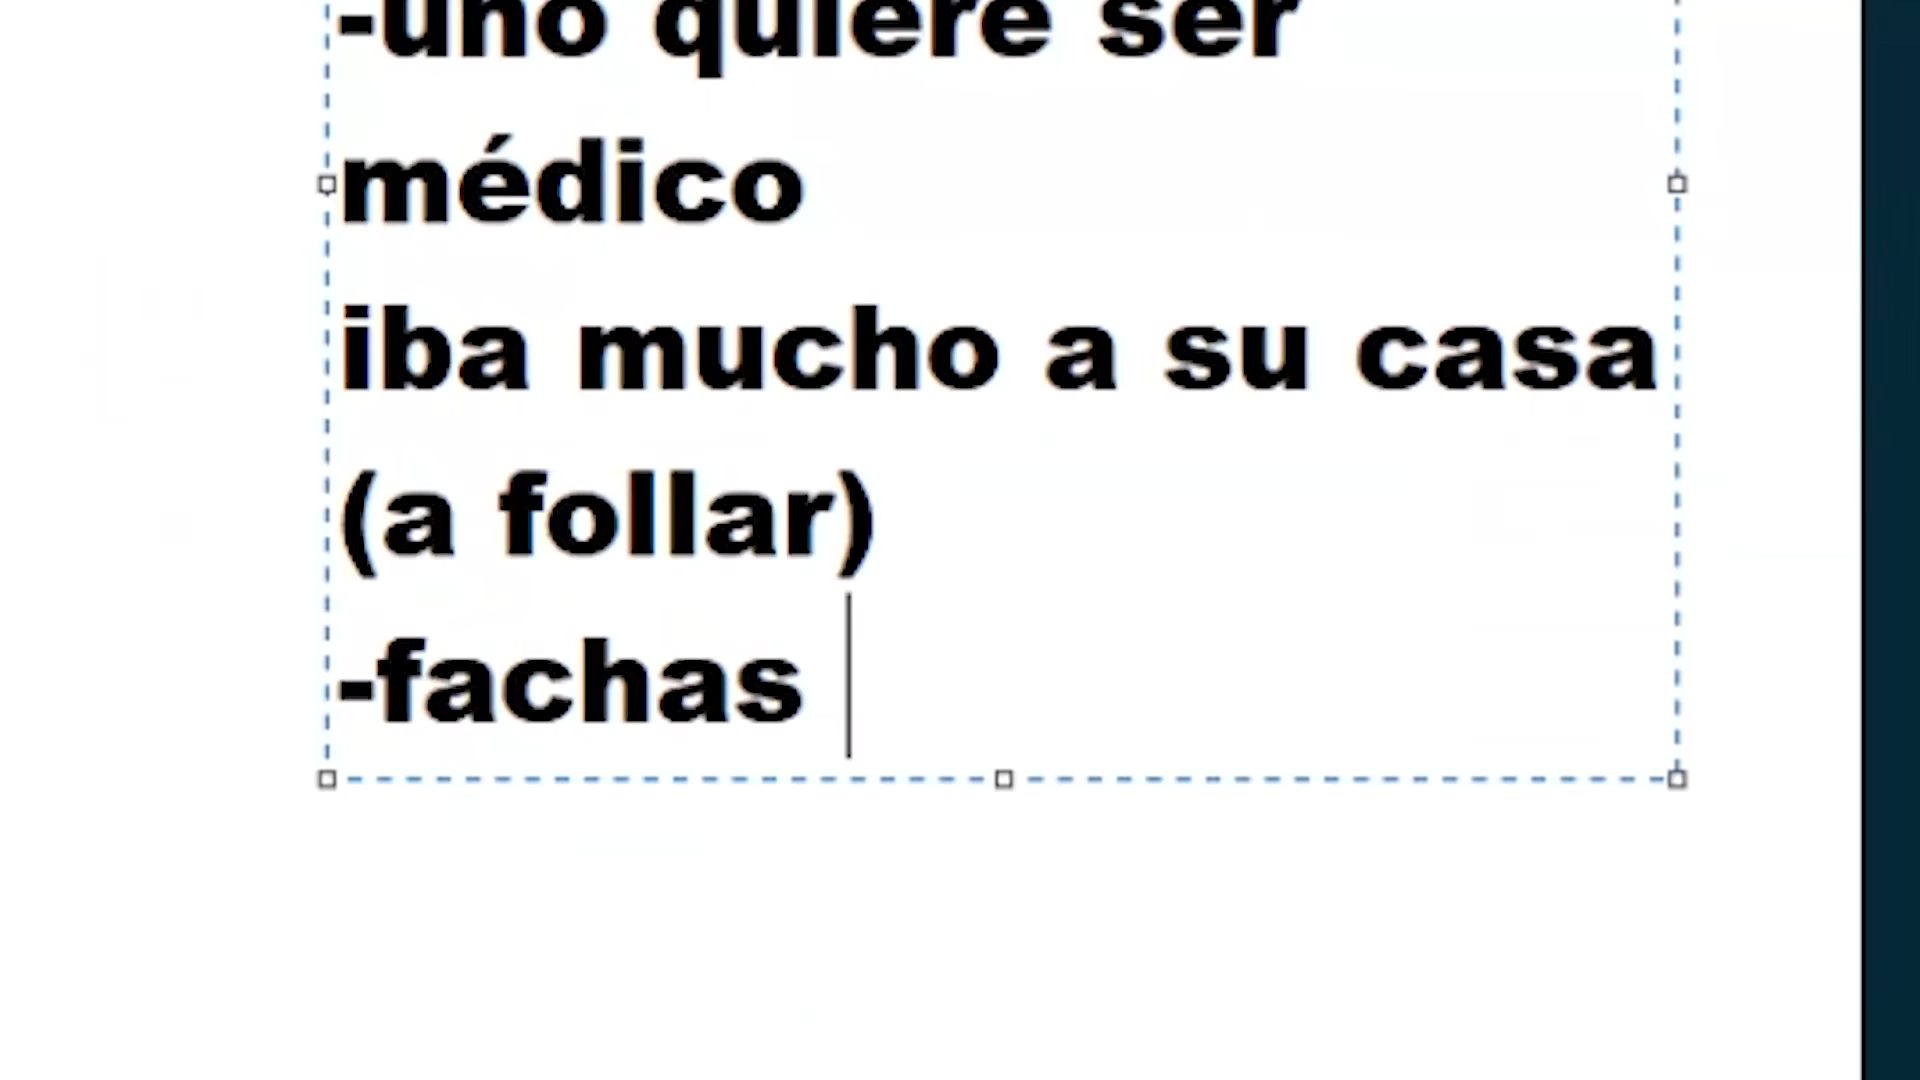 -uno quiere ser
médico
iba mucho a su casa
(a follar)
-fachas